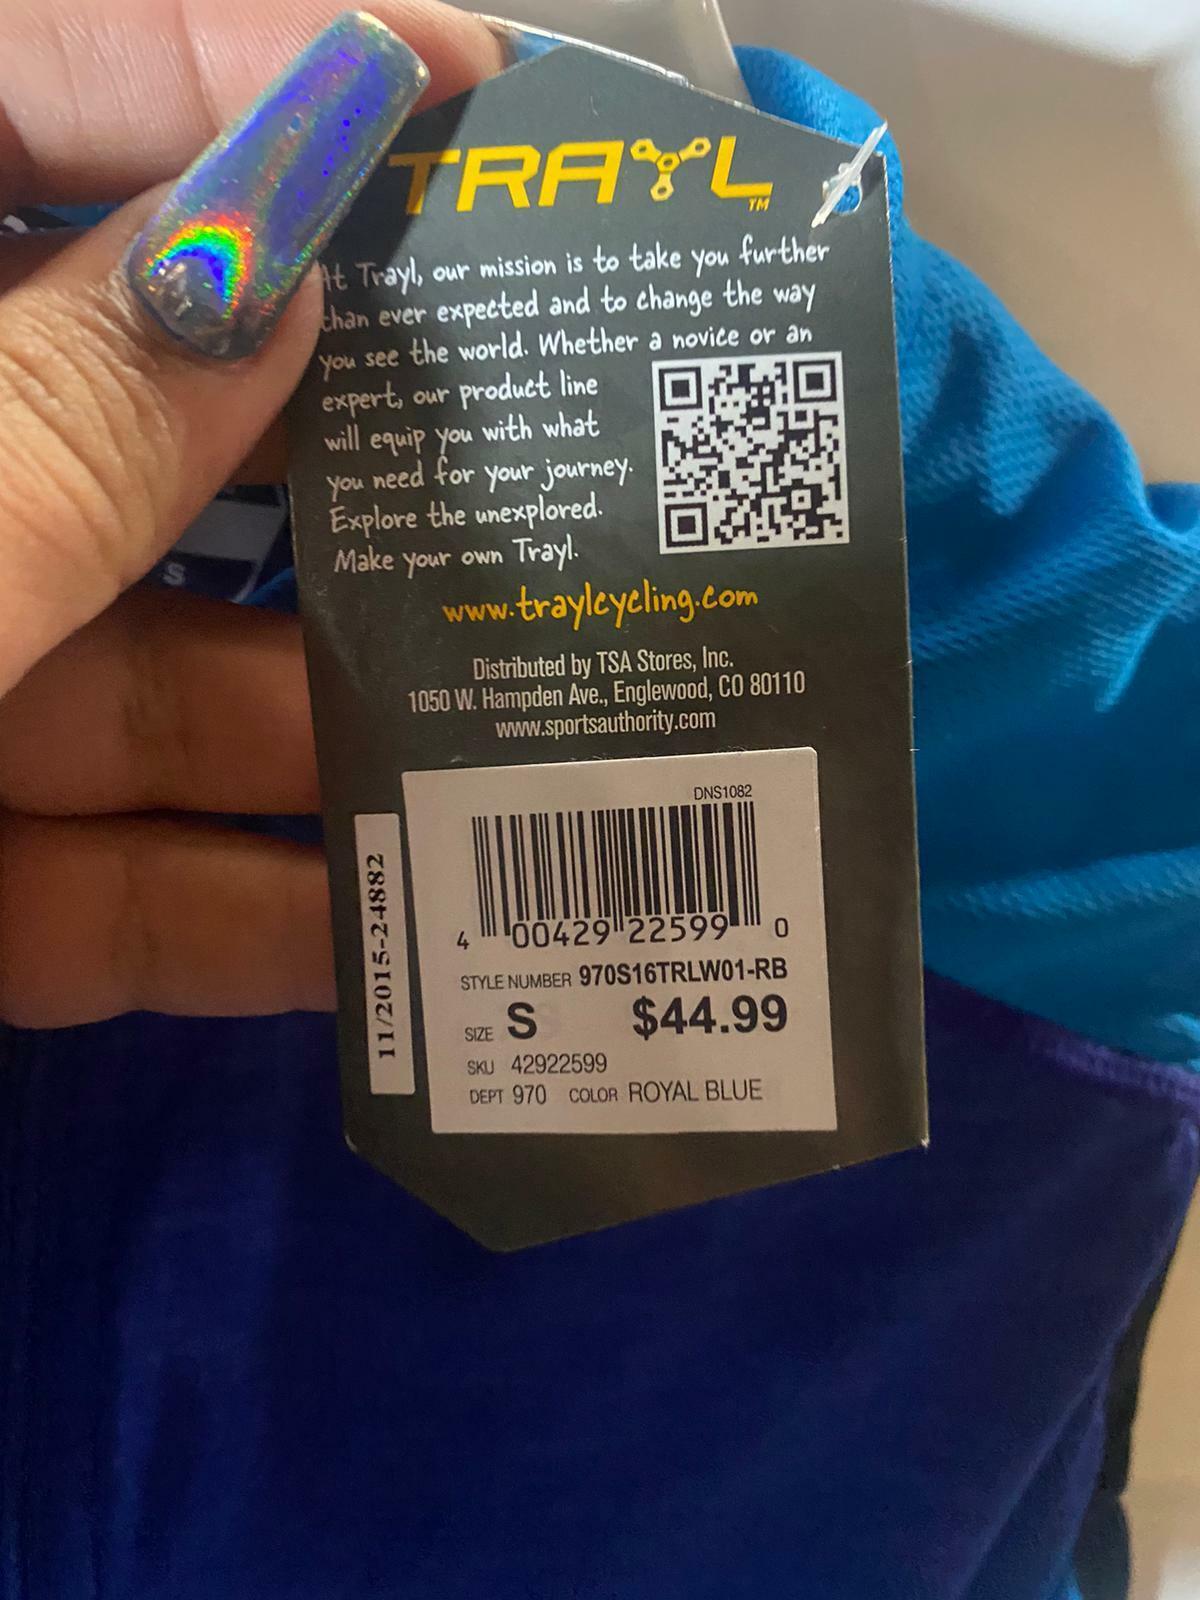 TRAYL™
At Trayl, our mission is to take you further
than ever expected and to change the way
you see the world. Whether a novice or an
expert, our product line
will equip you with what
you need for your journey.
Explore the unexplored.
Make your own Trayl.
www.traylcycling.com
Distributed by TSA Stores, Inc.
1050 W. Hampden Ave., Englewood, CO 80110
www.sportsauthority.com
DNS1082
4 00429 22599 0
STYLE NUMBER 970S16TRLW01-RB
SIZE S $44.99
SKU 42922599
DEPT 970 COLOR ROYAL BLUE
11/2015-24882
S